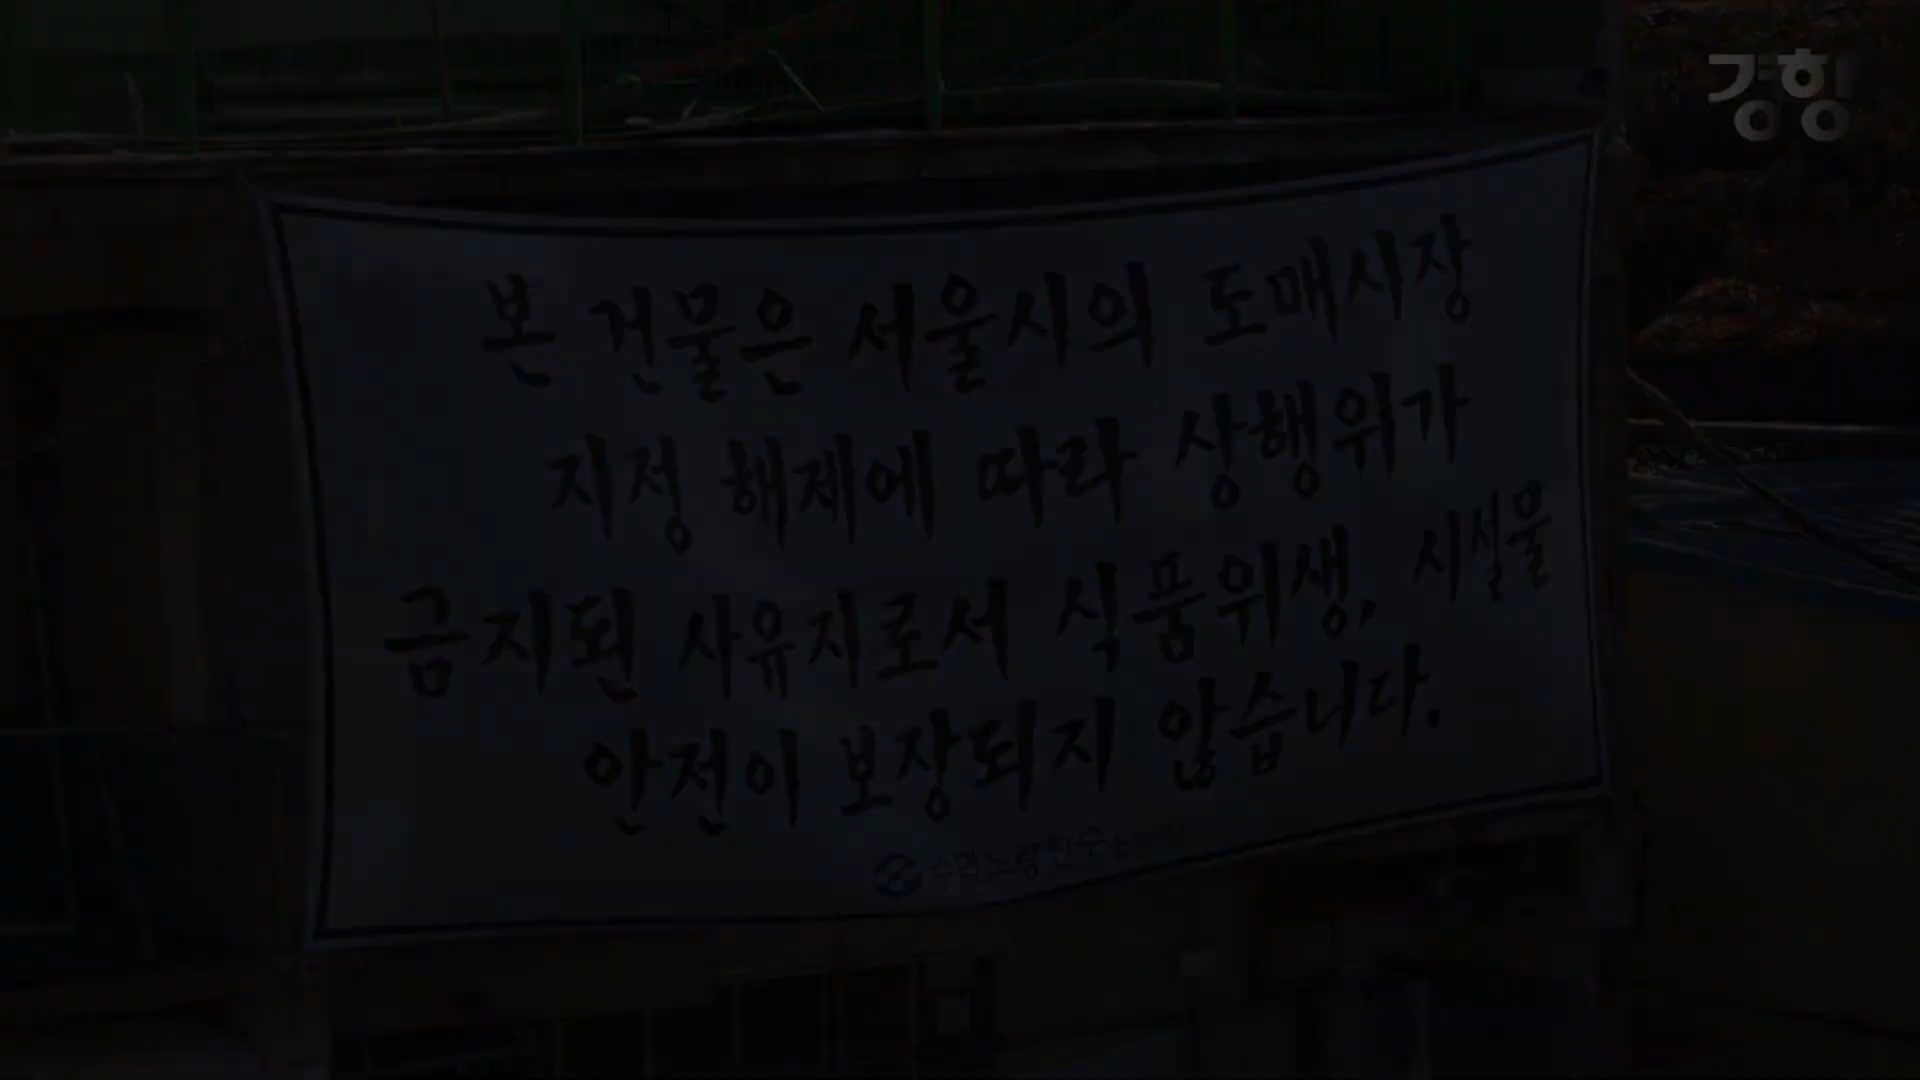 경향
본 건물은 서울시의 도매시장
지정 해제에 따라 상행위가
금지된 사유지로서 식품위생, 시설물
안전이 보장되지 않습니다.